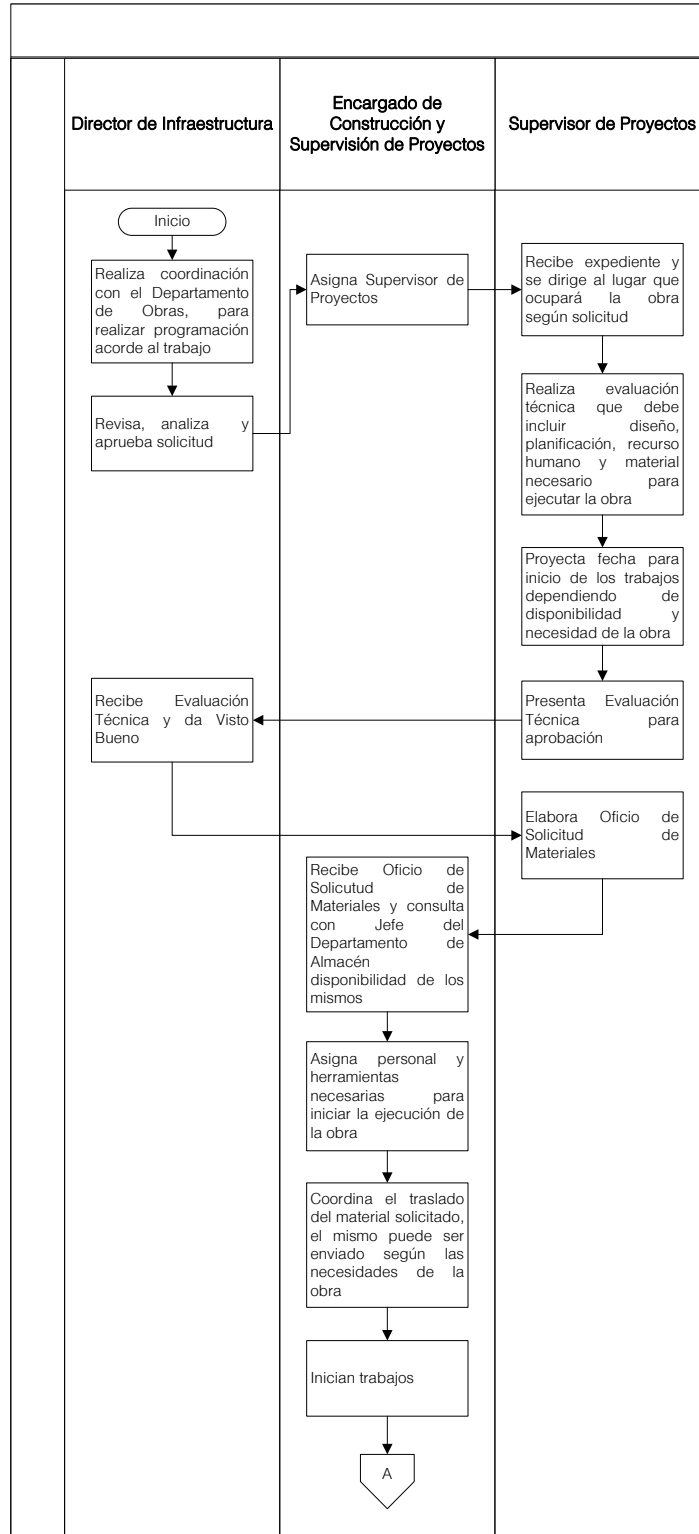 Director de Infraestructura
Encargado de
Construcción y
Supervisión de Proyectos
Supervisor de Proyectos
Inicio
Realiza coordinación
con el Departamento
de Obras, para
realizar programación
acorde al trabajo
Revisa, analiza y
aprueba solicitud
Asigna Supervisor de
Proyectos
Recibe expediente y
se dirige al lugar que
ocupará la obra
según solicitud
Realiza evaluación
técnica que debe
incluir diseño,
planificación, recurso
humano y material
necesario para
ejecutar la obra
Proyecta fecha para
inicio de los trabajos
dependiendo de
disponibilidad y
necesidad de la obra
Presenta Evaluación
Técnica para
aprobación
Recibe Evaluación
Técnica y da Visto
Bueno
Elabora Oficio de
Solicitud de
Materiales
Recibe Oficio de
Solicutud de
Materiales y consulta
con Jefe del
Departamento de
Almacén
disponibilidad de los
mismos
Asigna personal y
herramientas
necesarias para
iniciar la ejecución de
la obra
Coordina el traslado
del material solicitado,
el mismo puede ser
enviado según las
necesidades de la
obra
Inician trabajos
A